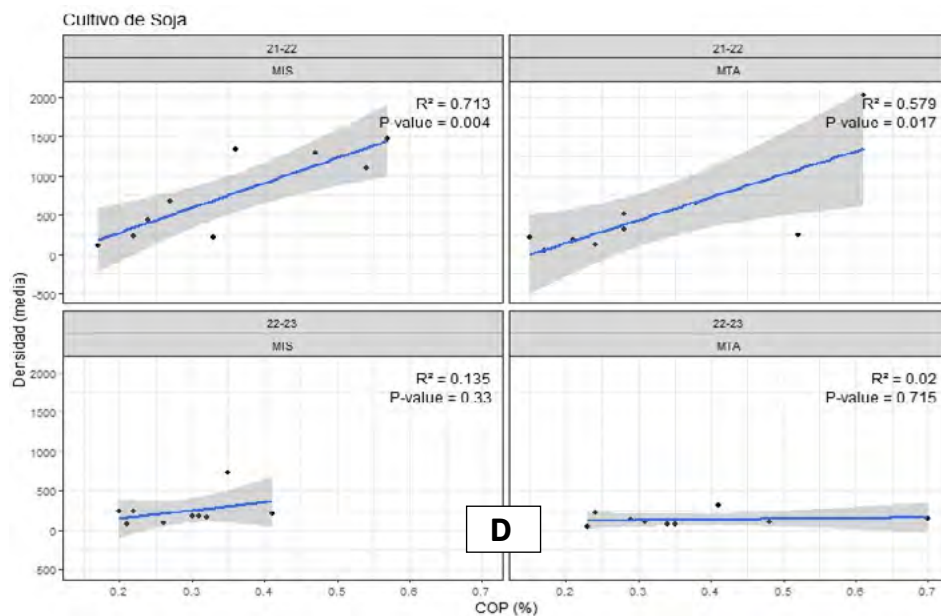 Cultivo de Soja
21-22
MIS
21-22
MTA
R² = 0.713
P-value = 0.004
R² = 0.579
P-value = 0.017
2000
1500
1000
500
0
-500
Densidad (media)
22-23
MIS
22-23
MTA
R² = 0.135
P-value = 0.33
R² = 0.02
P-value = 0.715
2000
1500
1000
500
0
500
D
0.2 0.3 0.4 0.5 0.6 0.7 0.2 0.3 0.4 0.5 0.6 0.7
COP (%)